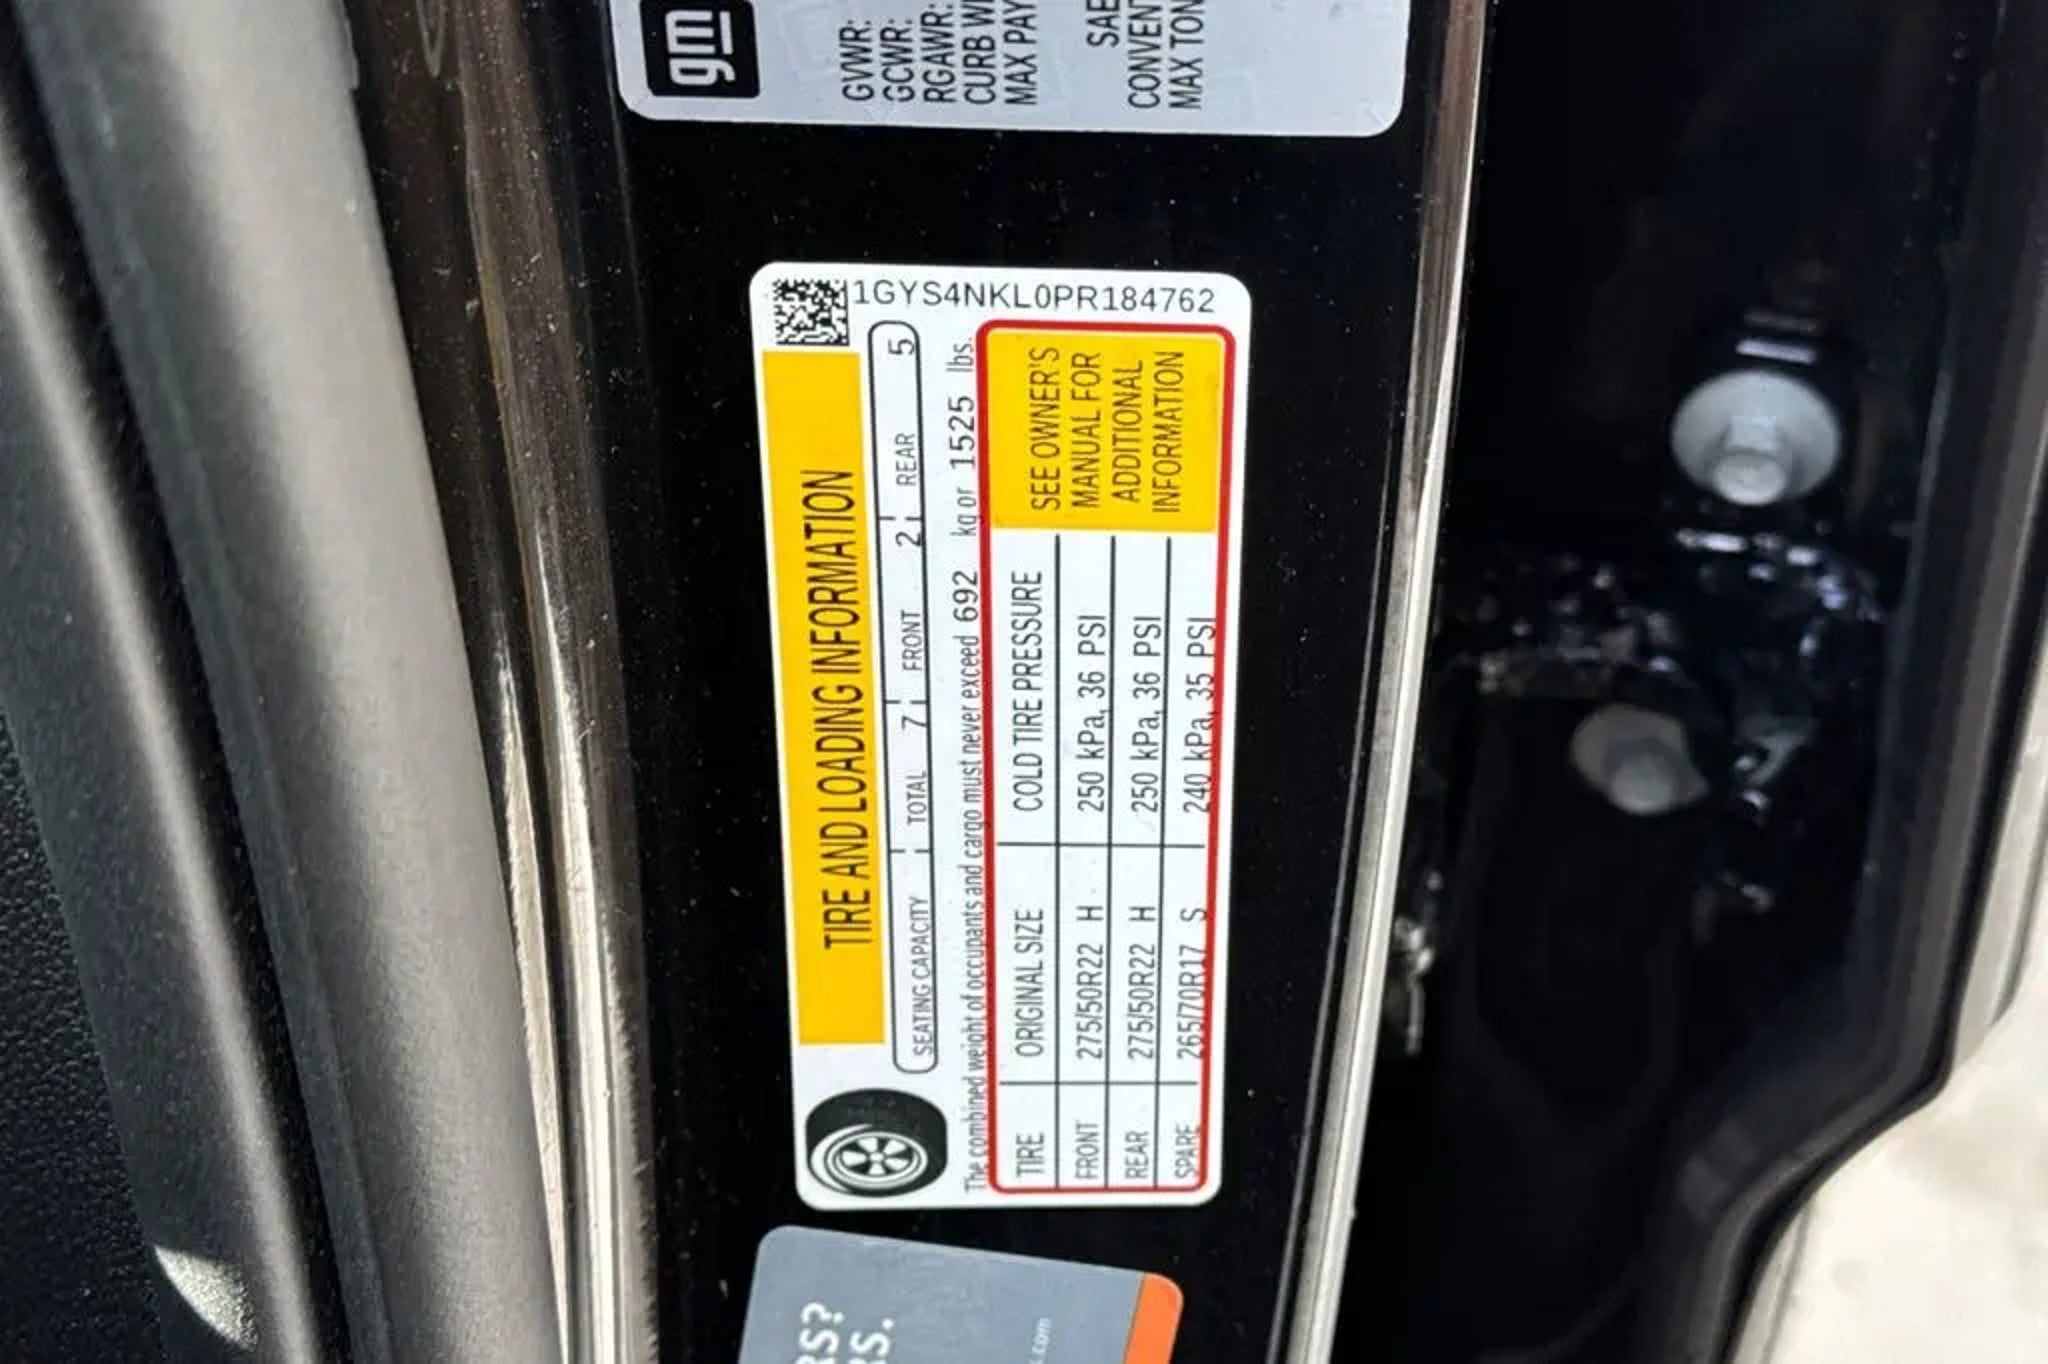 gm
GVWR:
GCWR:
RGAWR:
CURB
MAX PAY
SAE
CONVENT
MAX TON
1GYS4NKL0PR184762
TIRE AND LOADING INFORMATION
SEATING CAPACITY TOTAL 7 FRONT 2 REAR 5
The combined weight of occupants and cargo must never exceed 692 kg or 1525 lbs.
TIRE ORIGINAL SIZE COLD TIRE PRESSURE
FRONT 275/50R22 H 250 kPa, 36 PSI
REAR 275/50R22 H 250 kPa, 36 PSI
SPARE 265/70R17 S 240 kPa, 35 PSI
SEE OWNER'S
MANUAL FOR
ADDITIONAL
INFORMATION